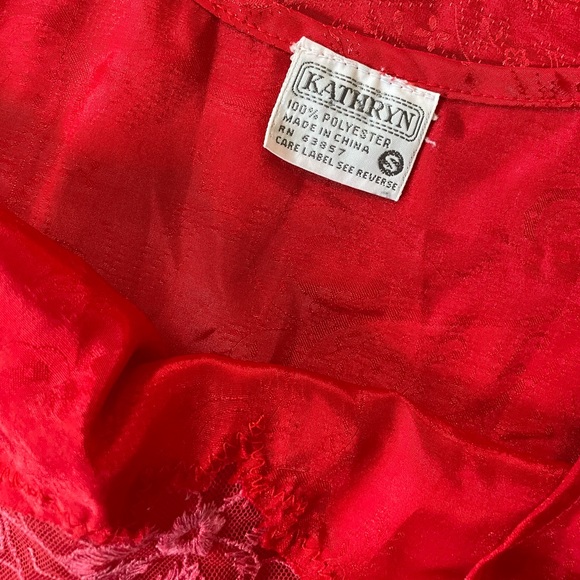 KATHRYN
100% POLYESTER
MADE IN CHINA
RN 63857 S
CARE LABEL SEE REVERSE